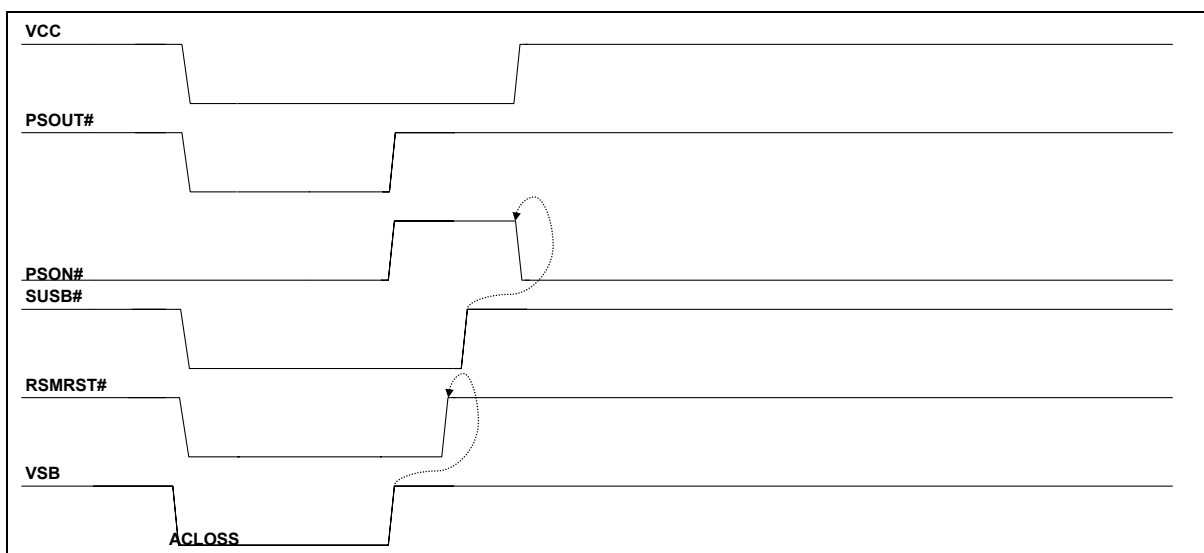 VCC
PSOUT#
PSON#
SUSB#
RSMRST#
VSB
ACLOSS